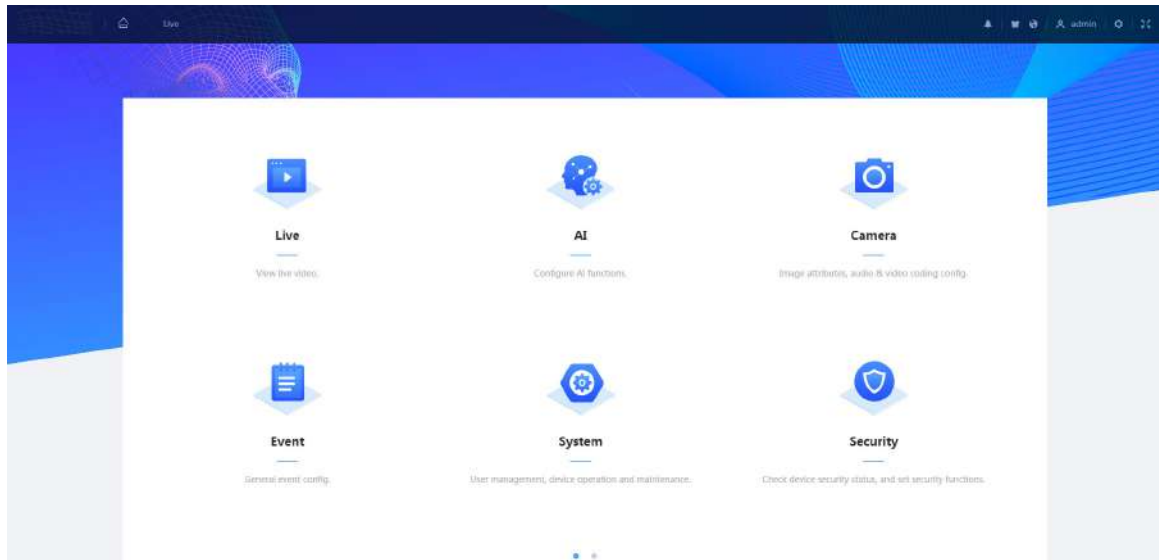 Live
admin
Live
AI
Camera
View live video.
Configure AI functions.
Image attributes, audio & video coding config.
Event
System
Security
General event config.
User management, device operation and maintenance.
Check device security status, and set security functions.